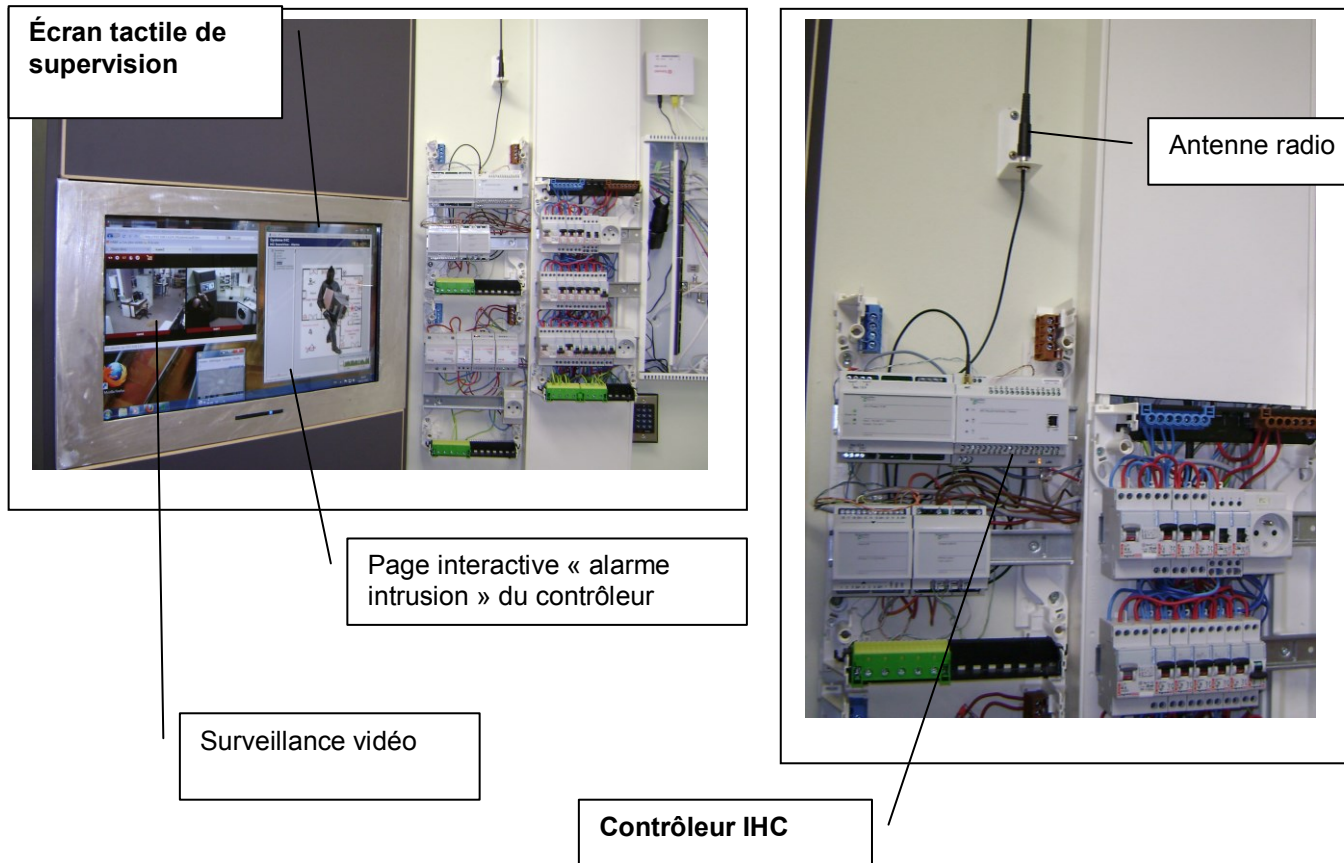 Écran tactile de
supervision
Antenne radio
Page interactive « alarme
intrusion » du contrôleur
Surveillance vidéo
Contrôleur IHC